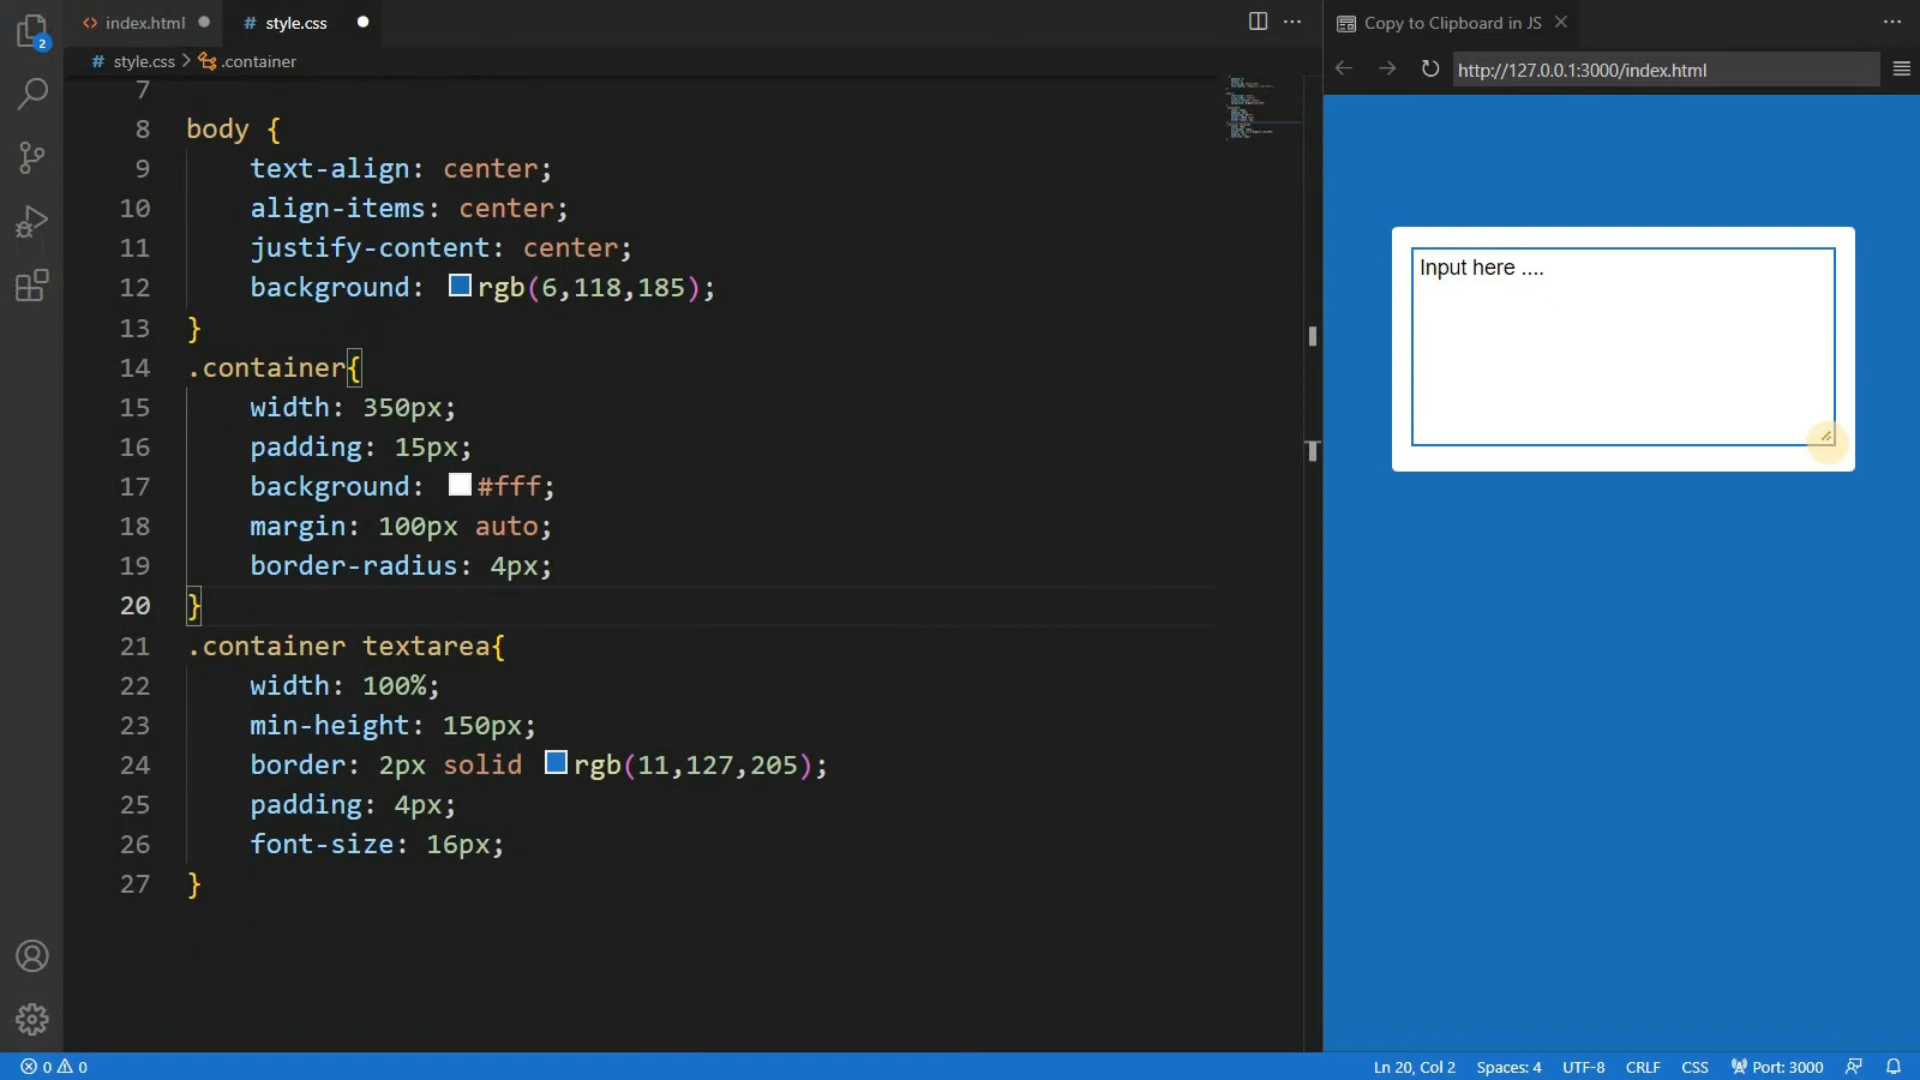 index.html
# style.css
Copy to Clipboard in JS
# style.css > .container
http://127.0.0.1:3000/index.html
2
7
8 body {
9 text-align: center;
10 align-items: center;
11 justify-content: center;
12 background: rgb(6,118,185);
13 }
14 .container{
15 width: 350px;
16 padding: 15px;
17 background: #fff;
18 margin: 100px auto;
19 border-radius: 4px;
20 }
21 .container textarea{
22 width: 100%;
23 min-height: 150px;
24 border: 2px solid rgb(11,127,205);
25 padding: 4px;
26 font-size: 16px;
27 }
Input here ....
0 0
Ln 20, Col 2 Spaces: 4 UTF-8 CRLF CSS Port: 3000